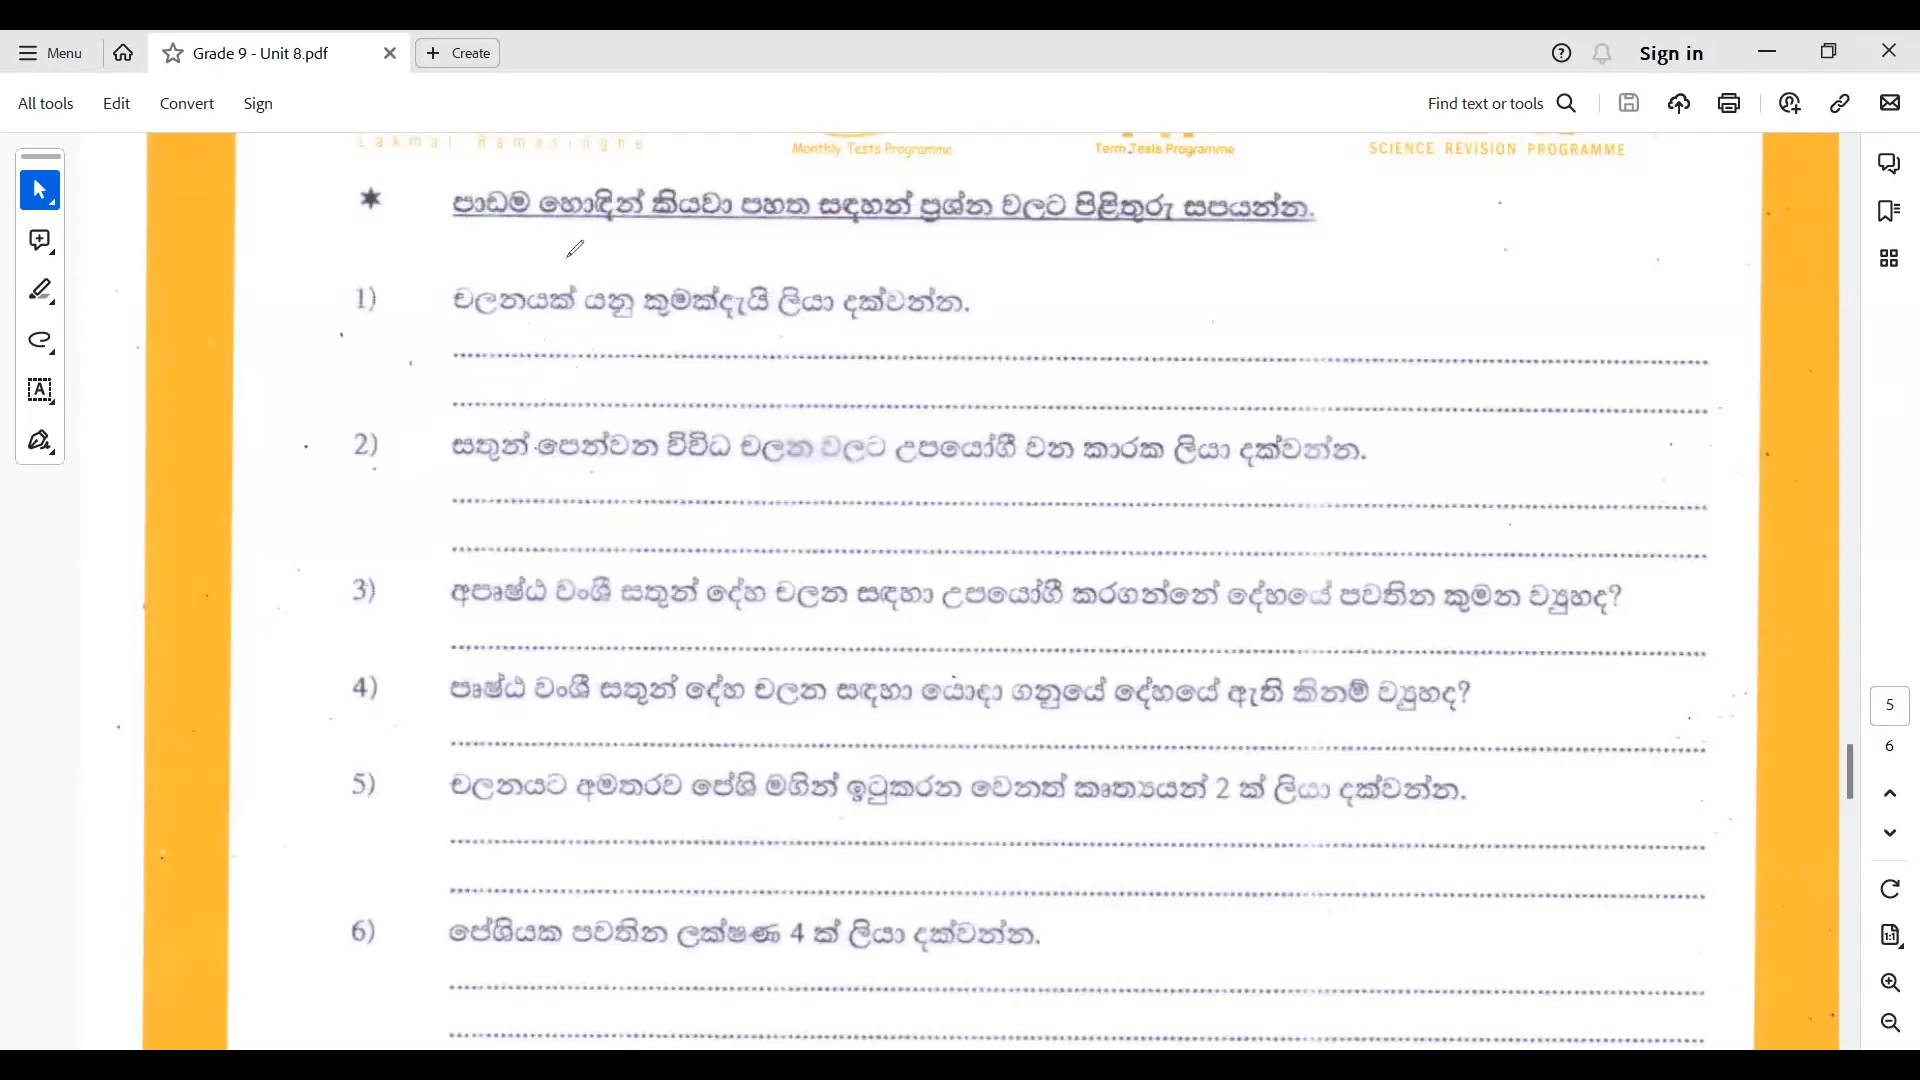 Menu
Grade 9 - Unit 8.pdf
Create
Sign in
All tools
Edit
Convert
Sign
Find text or tools
Lakmal Ramasinghe
Monthly Tests Programme
Term Tests Programme
SCIENCE REVISION PROGRAMME
පාඩම හොඳින් කියවා පහත සඳහන් ප්‍රශ්න වලට පිළිතුරු සපයන්න.
1) චලනයක් යනු කුමක්දැයි ලියා දක්වන්න.
2) සතුන් පෙන්වන විවිධ චලන වලට උපයෝගී වන කාරක ලියා දක්වන්න.
3) අපෘෂ්ඨ වංශී සතුන් දේහ චලන සඳහා උපයෝගී කරගන්නේ දේහයේ පවතින කුමන ව්‍යුහද?
4) පෘෂ්ඨ වංශී සතුන් දේහ චලන සඳහා යොදා ගනුයේ දේහයේ ඇති කිනම් ව්‍යුහද?
5) චලනයට අමතරව පේශි මගින් ඉටුකරන වෙනත් කෘත්‍යයන් 2 ක් ලියා දක්වන්න.
6) පේශියක පවතින ලක්ෂණ 4 ක් ලියා දක්වන්න.
5
6